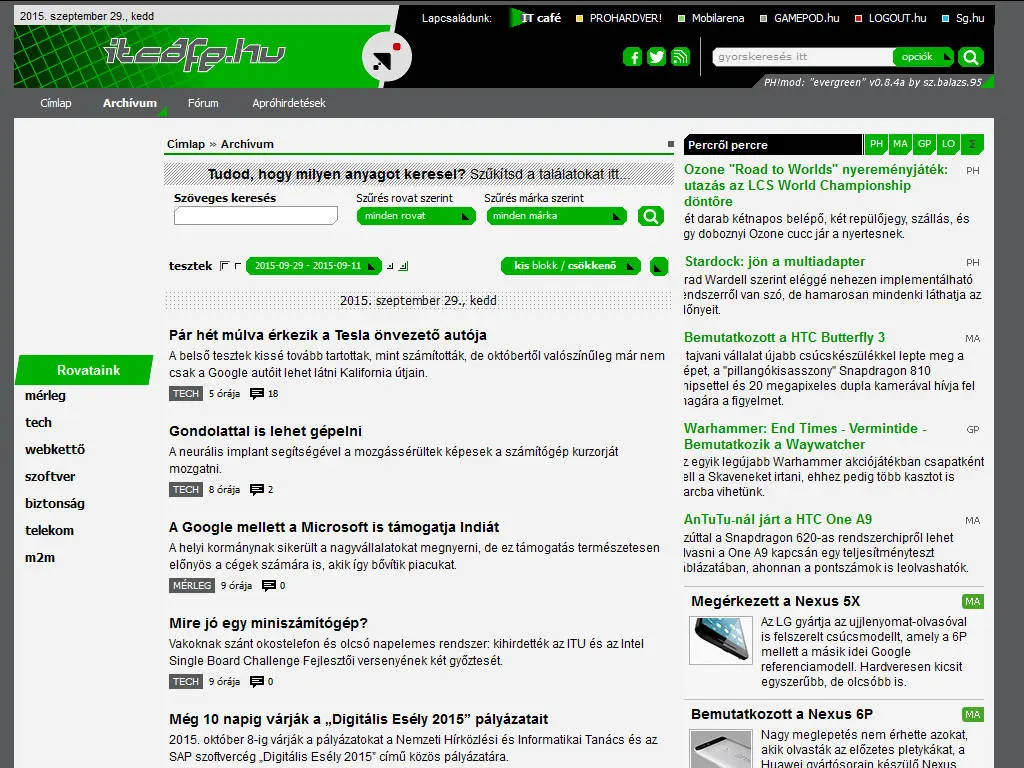 2015. szeptember 29., kedd
Lapcsaládunk: IT café PROHARDVER! Mobilarena GAMEPOD.hu LOGOUT.hu Sg.hu
itcafe.hu
gyorskeresés itt opciók
PH!mod: "evergreen" v0.8.4a by sz.balazs.95
Címlap Archívum Fórum Apróhirdetések
Rovataink
mérleg
tech
webkettő
szoftver
biztonság
telekom
m2m
Címlap » Archívum
Tudod, hogy milyen anyagot keresel? Szűkítsd a találatokat itt...
Szöveges keresés Szűrés rovat szerint Szűrés márka szerint
minden rovat minden márka
tesztek 2015-09-29 - 2015-09-11 kis blokk / csökkenő
2015. szeptember 29., kedd
Pár hét múlva érkezik a Tesla önvezető autója
A belső tesztek kissé tovább tartottak, mint számították, de októbertől valószínűleg már nem
csak a Google autóit lehet látni Kalifornia útjain.
TECH 5 órája 18
Gondolattal is lehet gépelni
A neurális implant segítségével a mozgássérültek képesek a számítógép kurzorját
mozgatni.
TECH 8 órája 2
A Google mellett a Microsoft is támogatja Indiát
A helyi kormánynak sikerült a nagyvállalatokat megnyerni, de ez támogatás természetesen
előnyös a cégek számára is, akik így bővítik piacukat.
MÉRLEG 9 órája 0
Mire jó egy miniszámítógép?
Vakoknak szánt okostelefon és olcsó napelemes rendszer: kihirdették az ITU és az Intel
Single Board Challenge Fejlesztői versenyének két győztesét.
TECH 9 órája 0
Még 10 napig várják a „Digitális Esély 2015” pályázatait
2015. október 8-ig várják a pályázatokat a Nemzeti Hírközlési és Informatikai Tanács és az
SAP szoftvercég „Digitális Esély 2015” című közös pályázatára.
Percről percre PH MA GP LO Σ
Ozone "Road to Worlds" nyereményjáték: PH
utazás az LCS World Championship
döntőre
ét darab kétnapos belépő, két repülőjegy, szállás, és
gy doboznyi Ozone cucc jár a nyertesnek.
Stardock: jön a multiadapter PH
rad Wardell szerint eléggé nehezen implementálható
endszerről van szó, de hamarosan mindenki láthatja az
lőnyeit.
Bemutatkozott a HTC Butterfly 3 MA
tajvani vállalat újabb csúcskészülékkel lepte meg a
épet, a "pillangókisasszony" Snapdragon 810
hipsettel és 20 megapixeles dupla kamerával hívja fel
nagára a figyelmet.
Warhammer: End Times - Vermintide - GP
Bemutatkozik a Waywatcher
z egyik legújabb Warhammer akciójátékban csapatként
ell a Skaveneket irtani, ehhez pedig több kasztot is
arcba vihetünk.
AnTuTu-nál járt a HTC One A9 MA
zúttal a Snapdragon 620-as rendszerchipről lehet
lvasni a One A9 kapcsán egy teljesítményteszt
áblázatában, ahonnan a pontszámok is leolvashatók.
Megérkezett a Nexus 5X MA
Az LG gyártja az ujjlenyomat-olvasóval
is felszerelt csúcsmodellt, amely a 6P
mellett a másik idei Google
referenciamodell. Hardveresen kicsit
egyszerűbb, de olcsóbb is.
Bemutatkozott a Nexus 6P MA
Nagy meglepetés nem érhette azokat,
akik olvasták az előzetes pletykákat, a
Huawei gyártósorain készülő Nexus